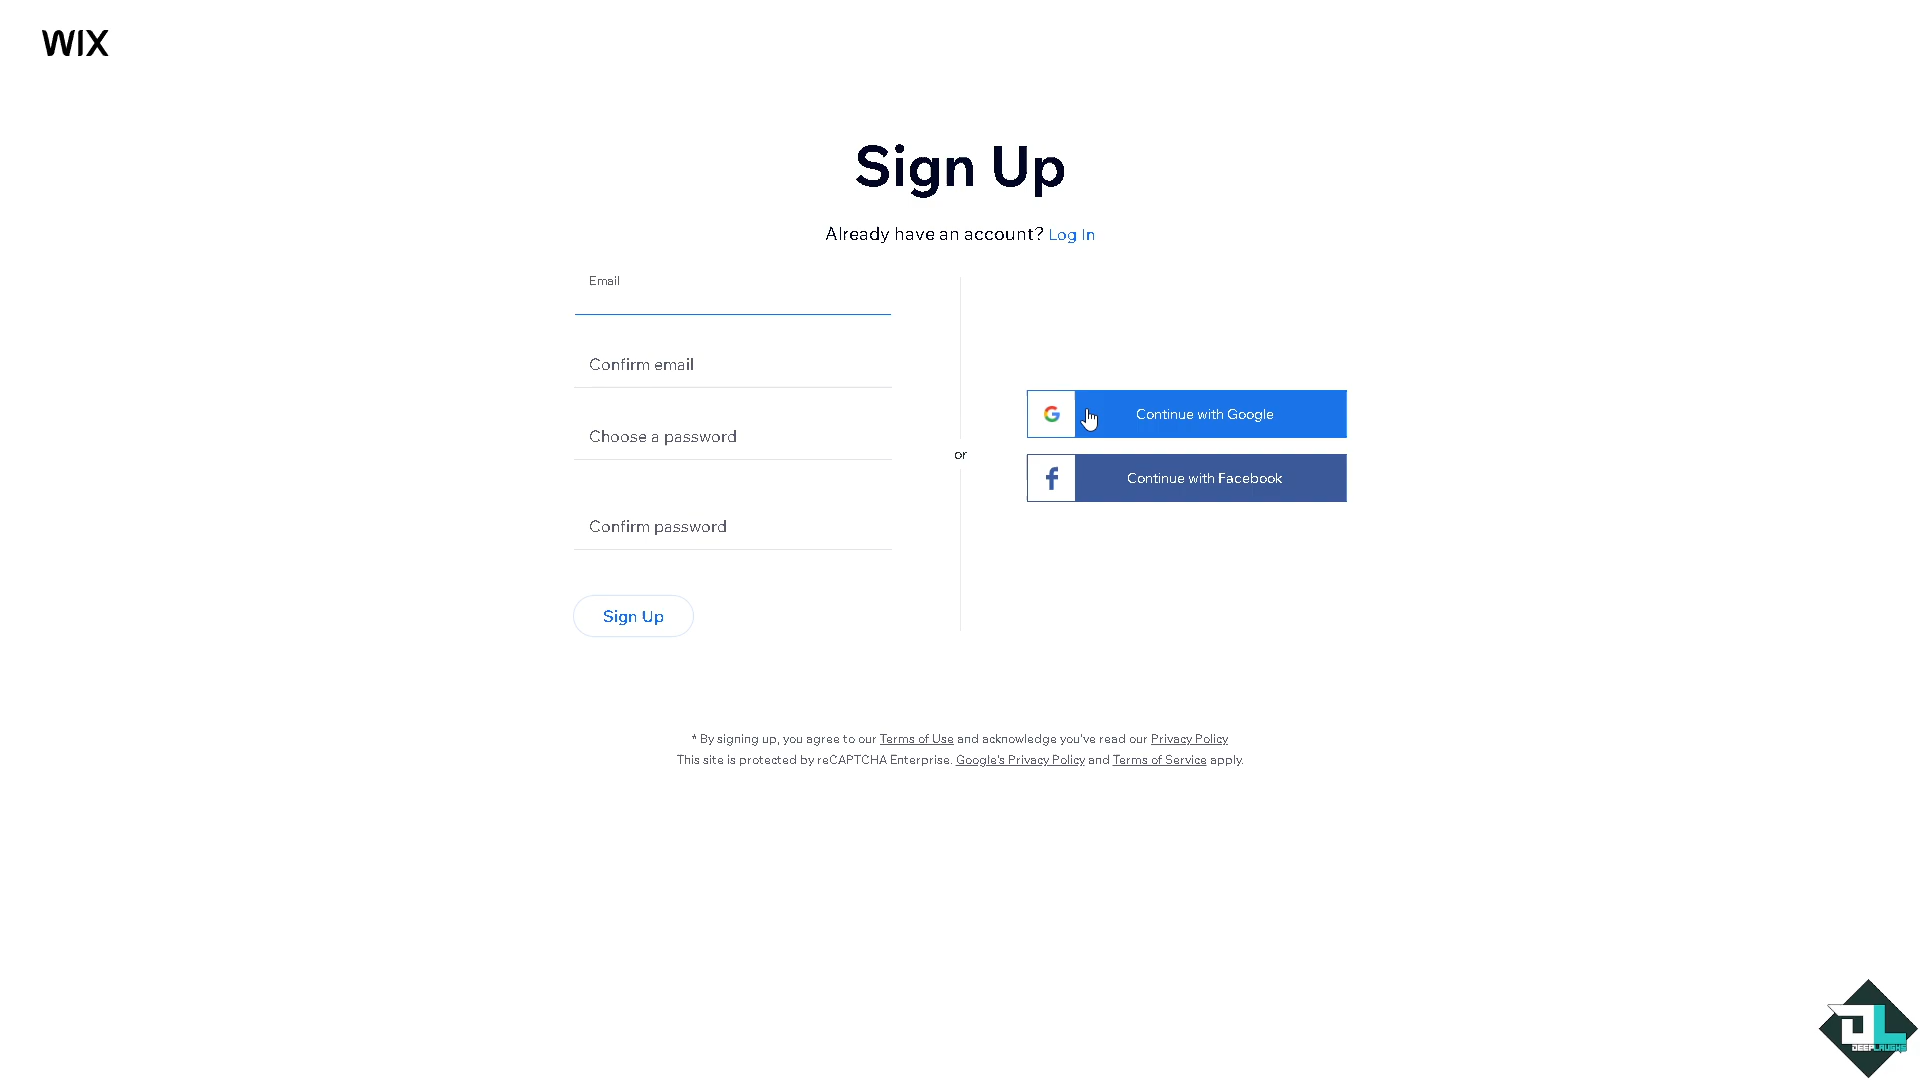 WIX
Sign Up
Already have an account? Log In
Email
Confirm email
Choose a password
Confirm password
Sign Up
or
Continue with Google
Continue with Facebook
* By signing up, you agree to our Terms of Use and acknowledge you've read our Privacy Policy
This site is protected by reCAPTCHA Enterprise. Google's Privacy Policy and Terms of Service apply.
DL
DEEPLAUGHS